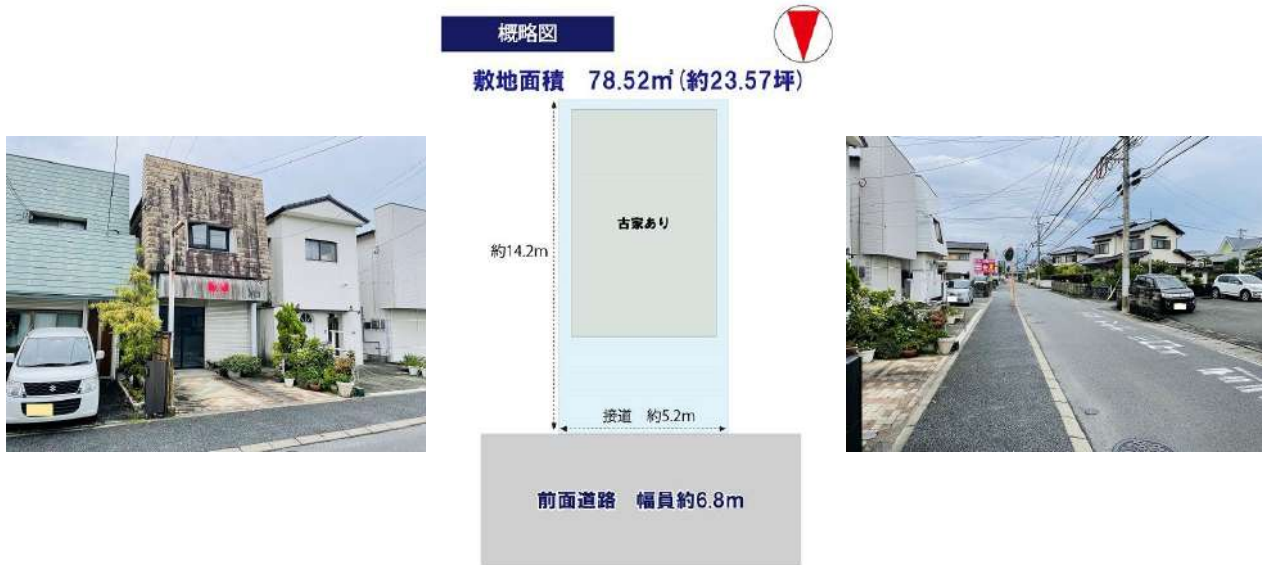 概略図
敷地面積 78.52㎡(約23.57坪)
古家あり
約14.2m
接道 約5.2m
前面道路 幅員約6.8m